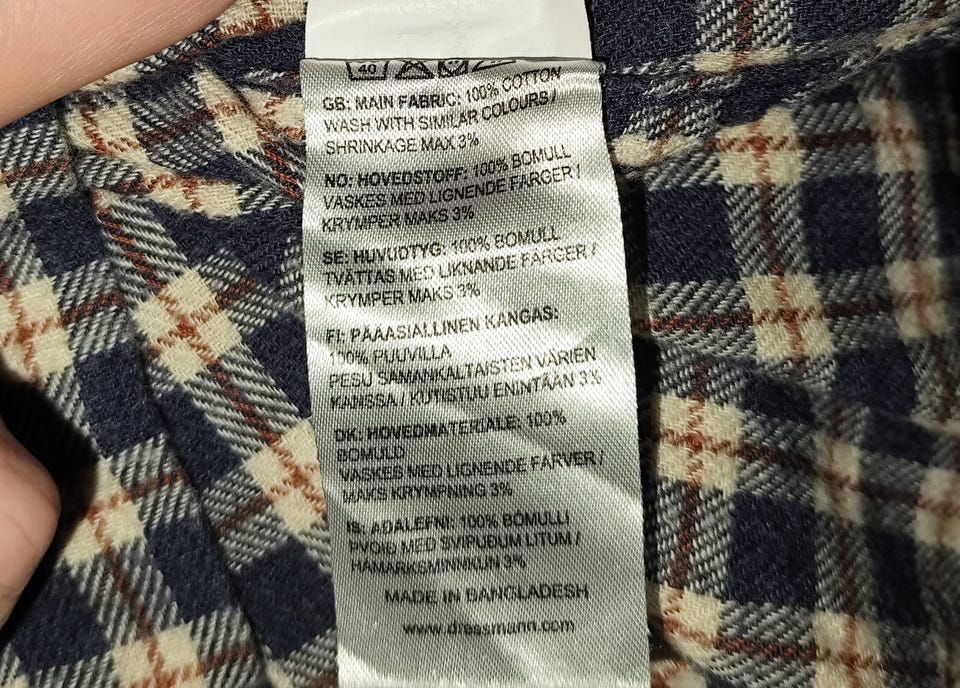 40
GB: MAIN FABRIC: 100% COTTON
WASH WITH SIMILAR COLOURS /
SHRINKAGE MAX 3%
NO: HOVEDSTOFF: 100% BOMULL
VASKES MED LIGNENDE FARGER /
KRYMPER MAKS 3%
SE: HUVUDTYG: 100% BOMULL
TVÄTTAS MED LIKNANDE FÄRGER /
KRYMPER MAKS 3%
FI: PÄÄASIALLINEN KANGAS:
100% PUUVILLA
PESU SAMANKALTAISTEN VÄRIEN
KANSSA / KUTISTUU ENINTÄÄN 3%
DK: HOVEDMATERIALE: 100%
BOMULD
VASKES MED LIGNENDE FARVER /
MAKS KRYMPNING 3%
IS: AÐALEFNI: 100% BÓMULL
ÞVOIÐ MEÐ SVIPUÐUM LITUM /
HÁMARKSMINNKUN 3%
MADE IN BANGLADESH
www.dressmann.com